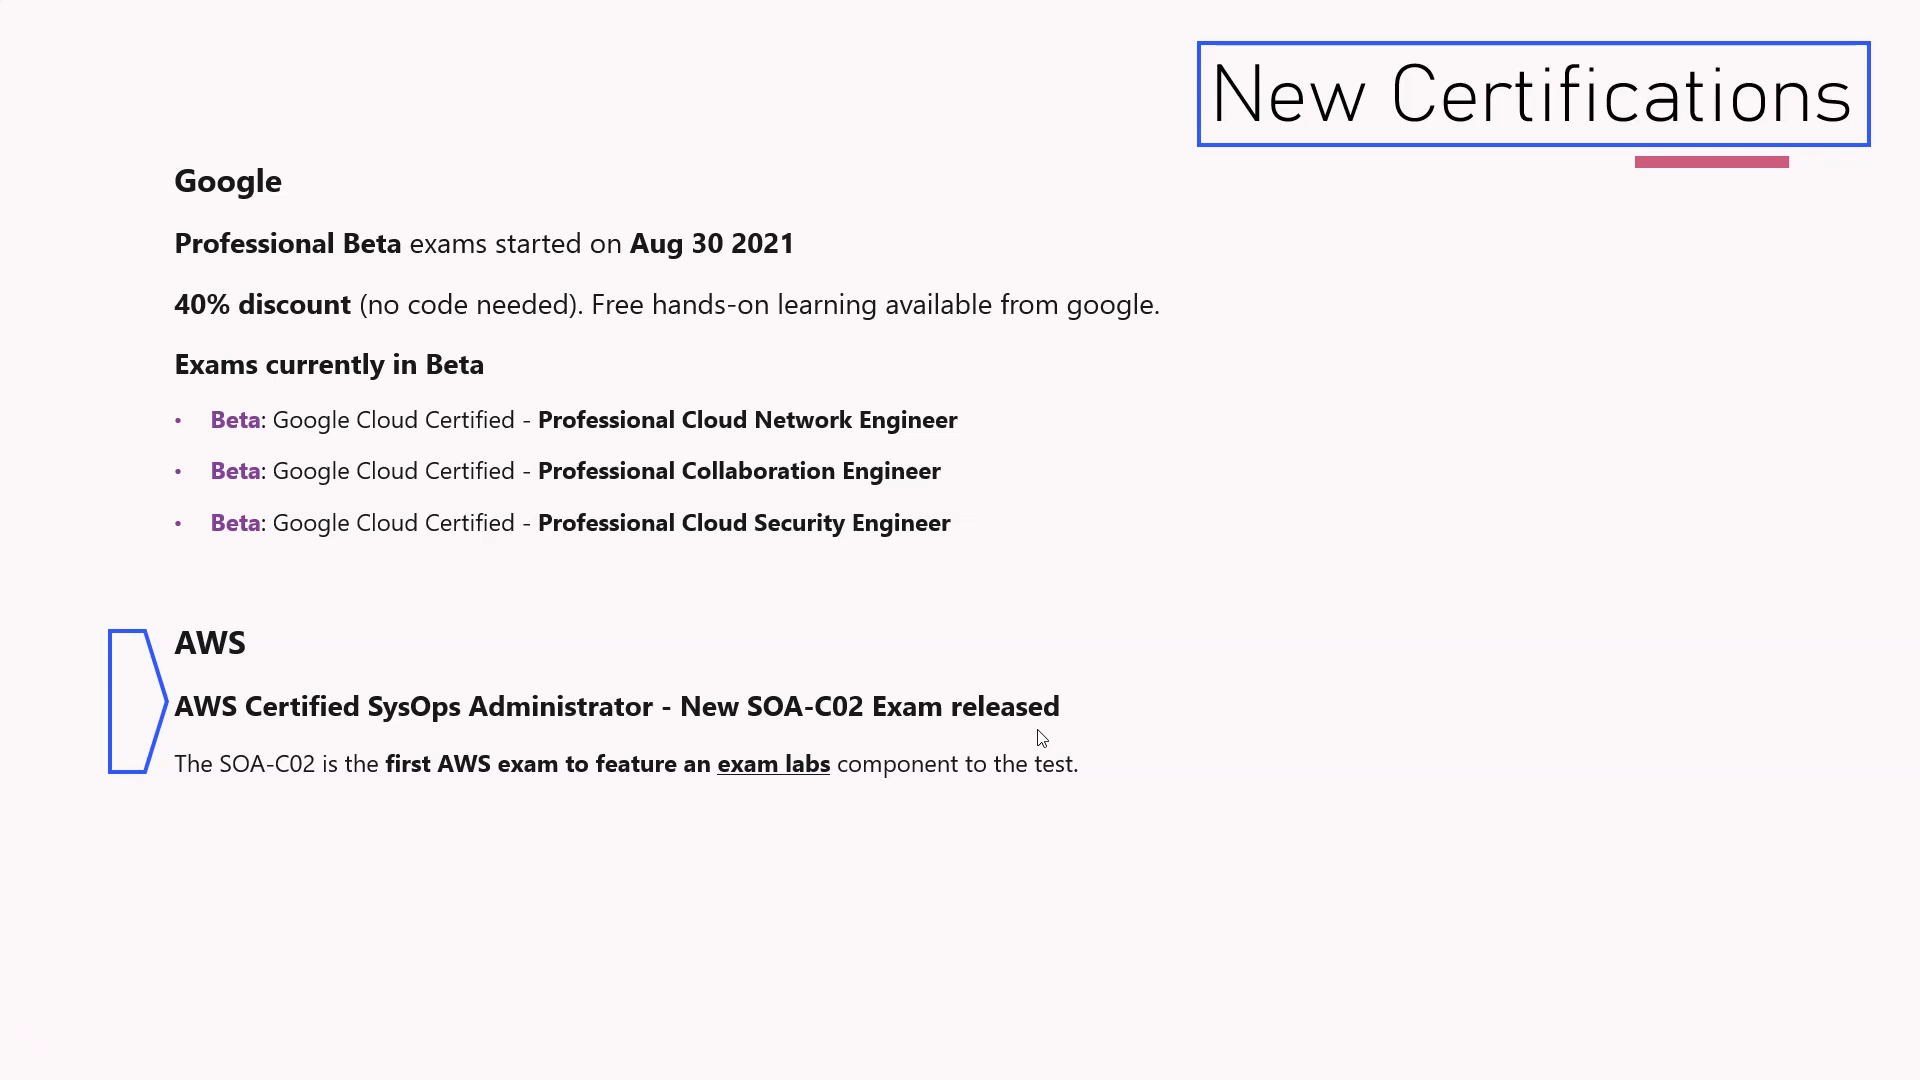 New Certifications
Google
Professional Beta exams started on Aug 30 2021
40% discount (no code needed). Free hands-on learning available from google.
Exams currently in Beta
• Beta: Google Cloud Certified - Professional Cloud Network Engineer
• Beta: Google Cloud Certified - Professional Collaboration Engineer
• Beta: Google Cloud Certified - Professional Cloud Security Engineer
AWS
AWS Certified SysOps Administrator - New SOA-C02 Exam released
The SOA-C02 is the first AWS exam to feature an exam labs component to the test.